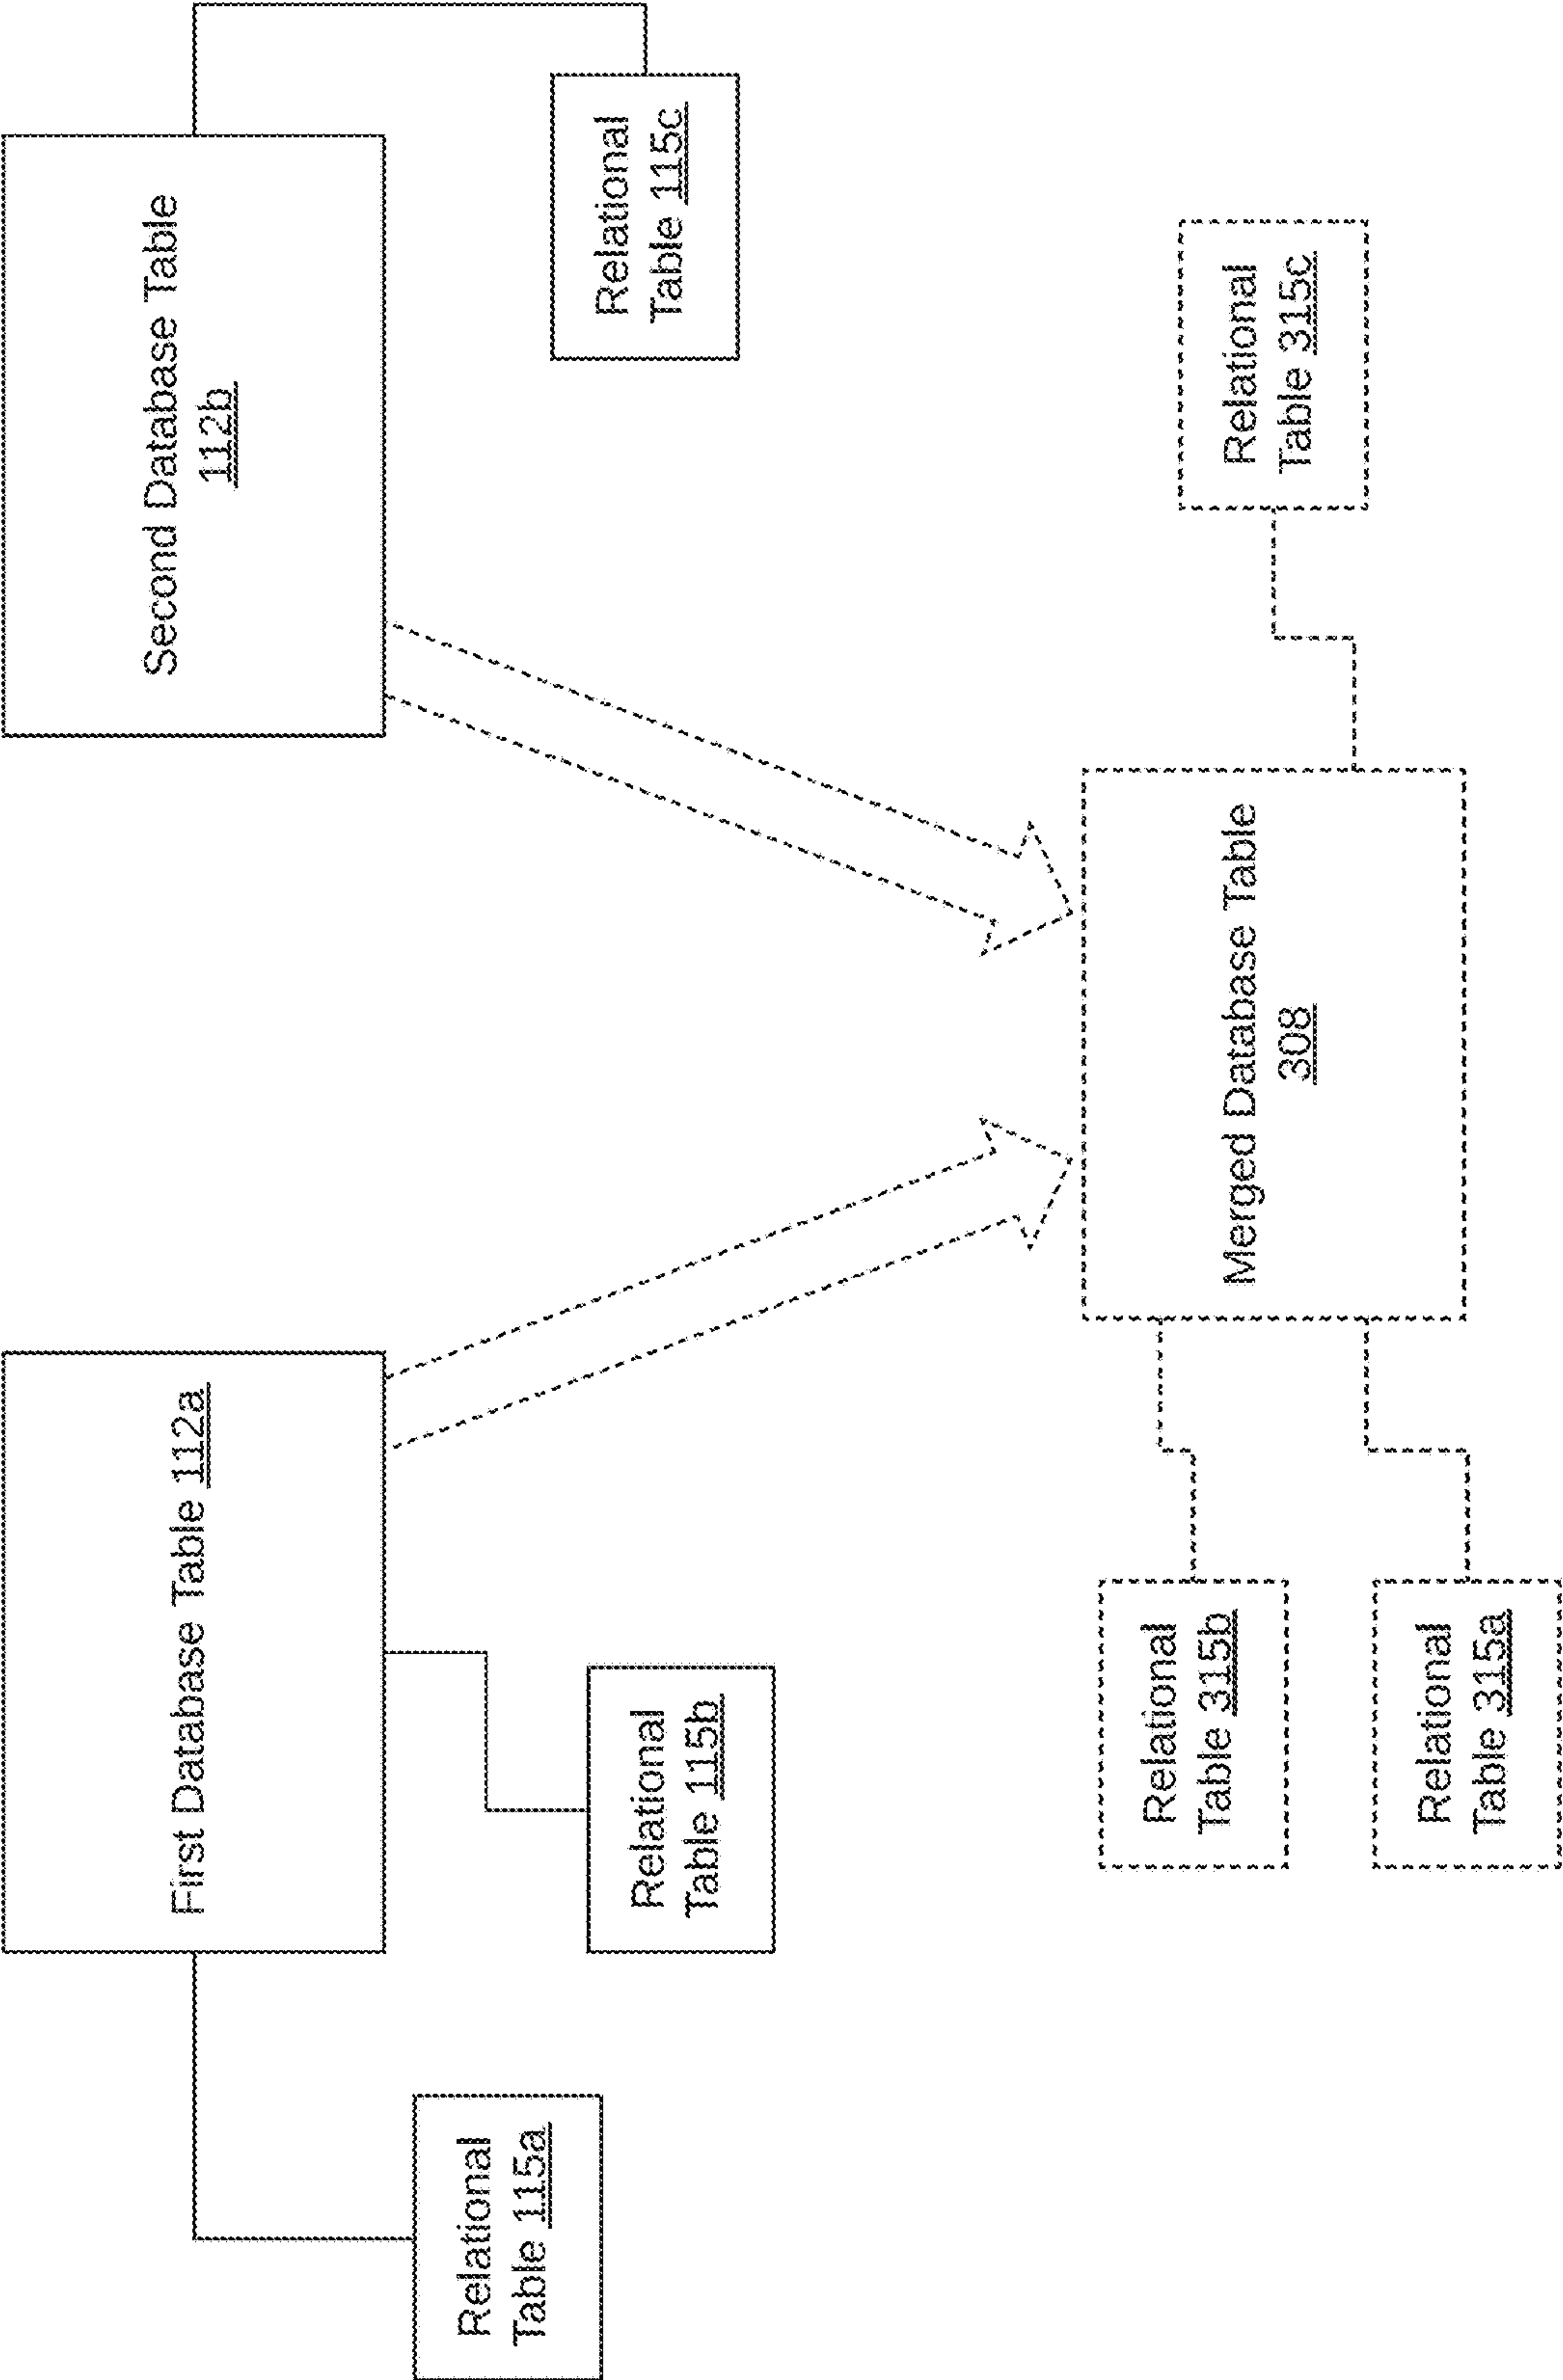 First Database Table 112a
Second Database Table
112b
Relational
Table 115a
Relational
Table 115b
Relational
Table 115c
Merged Database Table
308
Relational
Table 315b
Relational
Table 315a
Relational
Table 315c